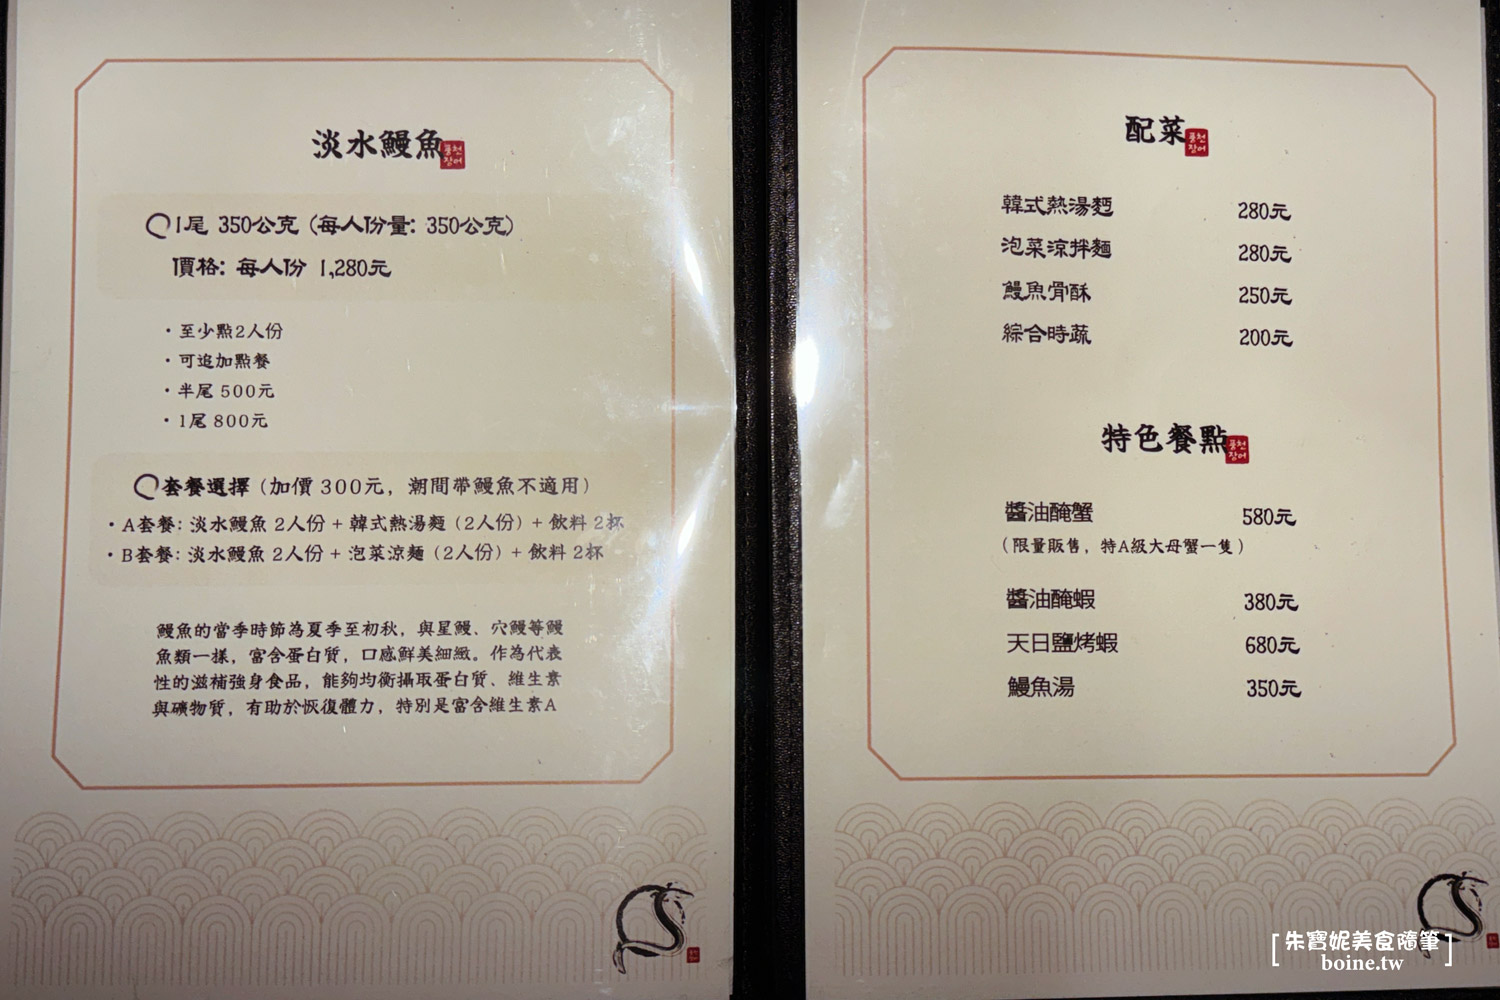 淡水鰻魚
풍천
장어
1尾 350公克 (每人份量: 350公克)
價格: 每人份 1,280元
・至少點2人份
・可追加點餐
・半尾 500元
・1尾 800元
套餐選擇 (加價 300元, 潮間帶鰻魚不適用)
・A套餐: 淡水鰻魚 2人份 + 韓式熱湯麵 (2人份) + 飲料 2杯
・B套餐: 淡水鰻魚 2人份 + 泡菜涼麵 (2人份) + 飲料 2杯
鰻魚的當季時節為夏季至初秋, 與星鰻、穴鰻等鰻
魚類一樣, 富含蛋白質, 口感鮮美細緻。作為代表
性的滋補強身食品, 能夠均衡攝取蛋白質、維生素
與礦物質, 有助於恢復體力, 特別是富含維生素A
配菜
풍천
장어
韓式熱湯麵 280元
泡菜涼拌麵 280元
鰻魚骨酥 250元
綜合時蔬 200元
特色餐點
풍천
장어
醬油醃蟹 580元
(限量販售, 特A級大母蟹一隻)
醬油醃蝦 380元
天日鹽烤蝦 680元
鰻魚湯 350元
[朱寶妮美食隨筆]
boine.tw